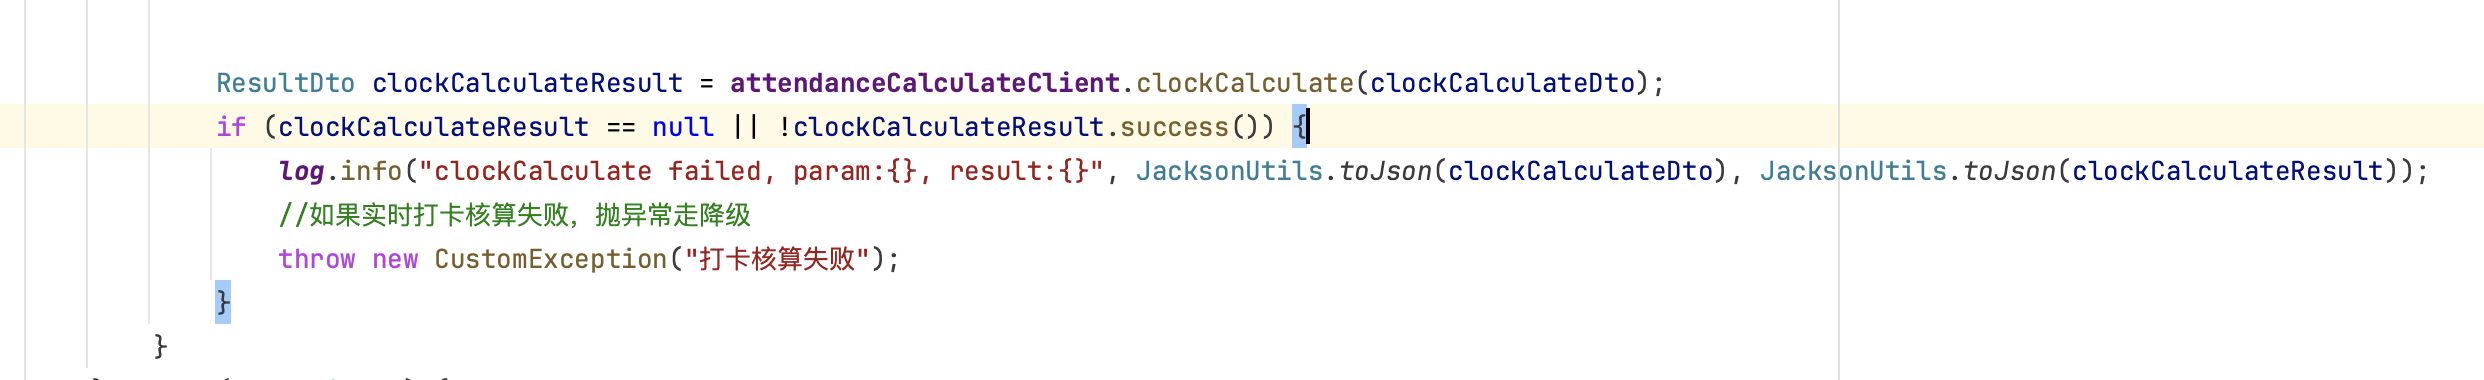 ResultDto clockCalculateResult = attendanceCalculateClient.clockCalculate(clockCalculateDto);
if (clockCalculateResult == null || !clockCalculateResult.success()) {
log.info("clockCalculate failed, param:{}, result:{}", JacksonUtils.toJson(clockCalculateDto), JacksonUtils.toJson(clockCalculateResult));
//如果实时打卡核算失败，抛异常走降级
throw new CustomException("打卡核算失败");
}
}